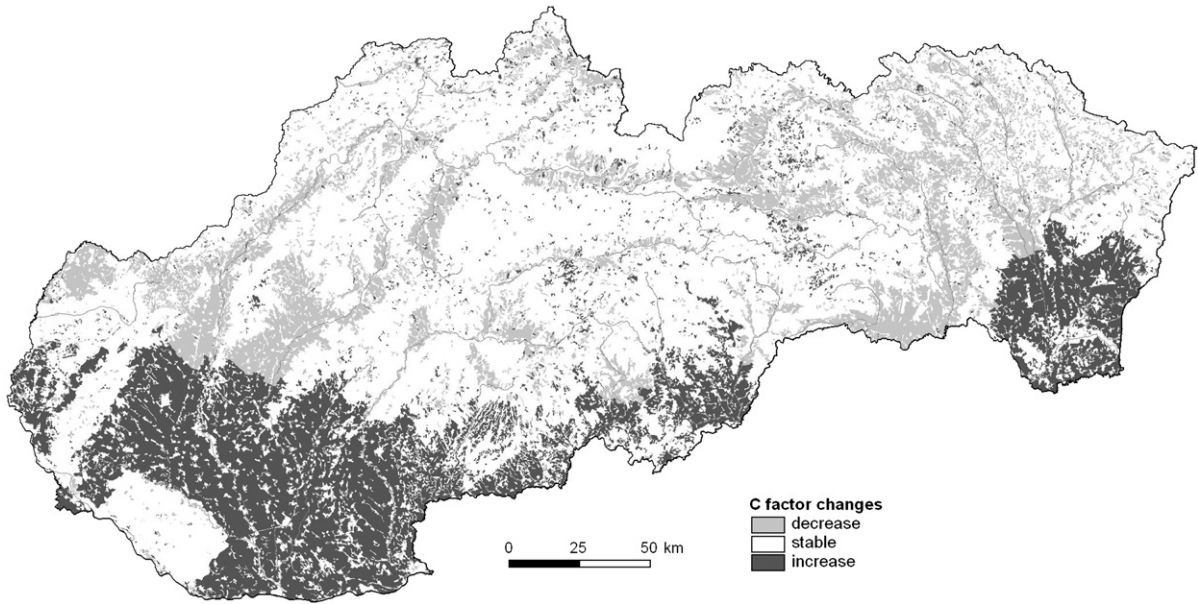 C factor changes
decrease
stable
increase
0 25 50 km